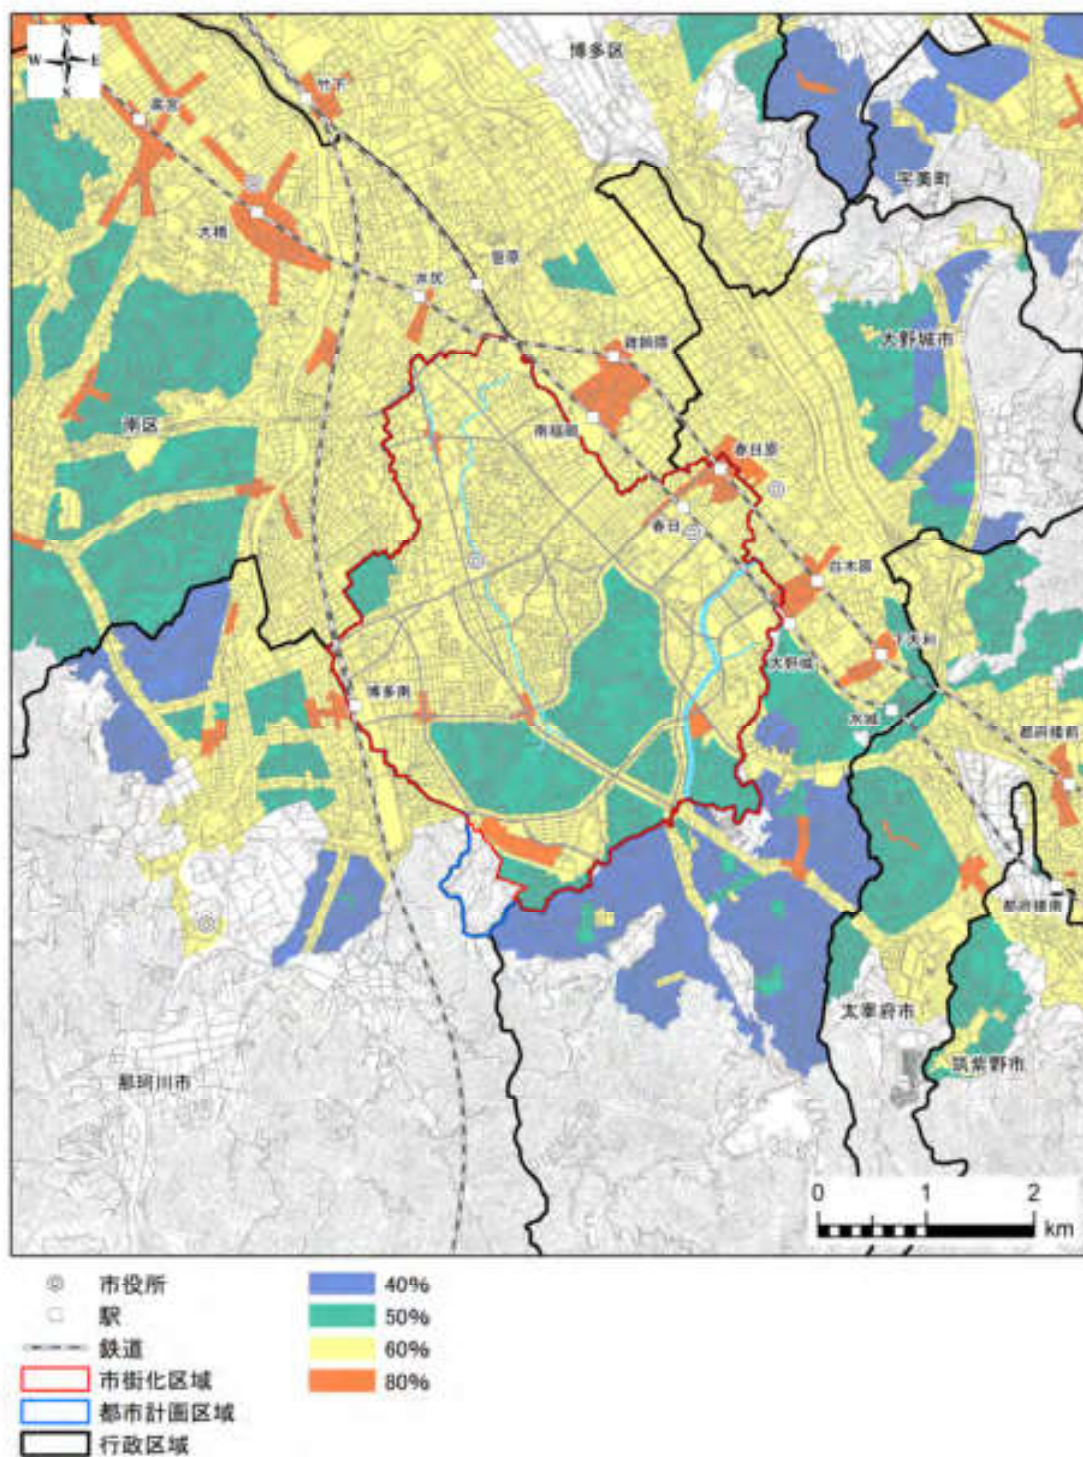 N
W E
S
博多区
竹下
高宮
宇美町
大橋
笹原
井尻
大野城市
雑餉隈
南区
南福岡
春日原
春日
白木原
下大利
大野城
博多南
水城
都府楼前
都府楼南
太宰府市
筑紫野市
那珂川市
0 1 2
km
市役所
駅
鉄道
市街化区域
都市計画区域
行政区域
40%
50%
60%
80%